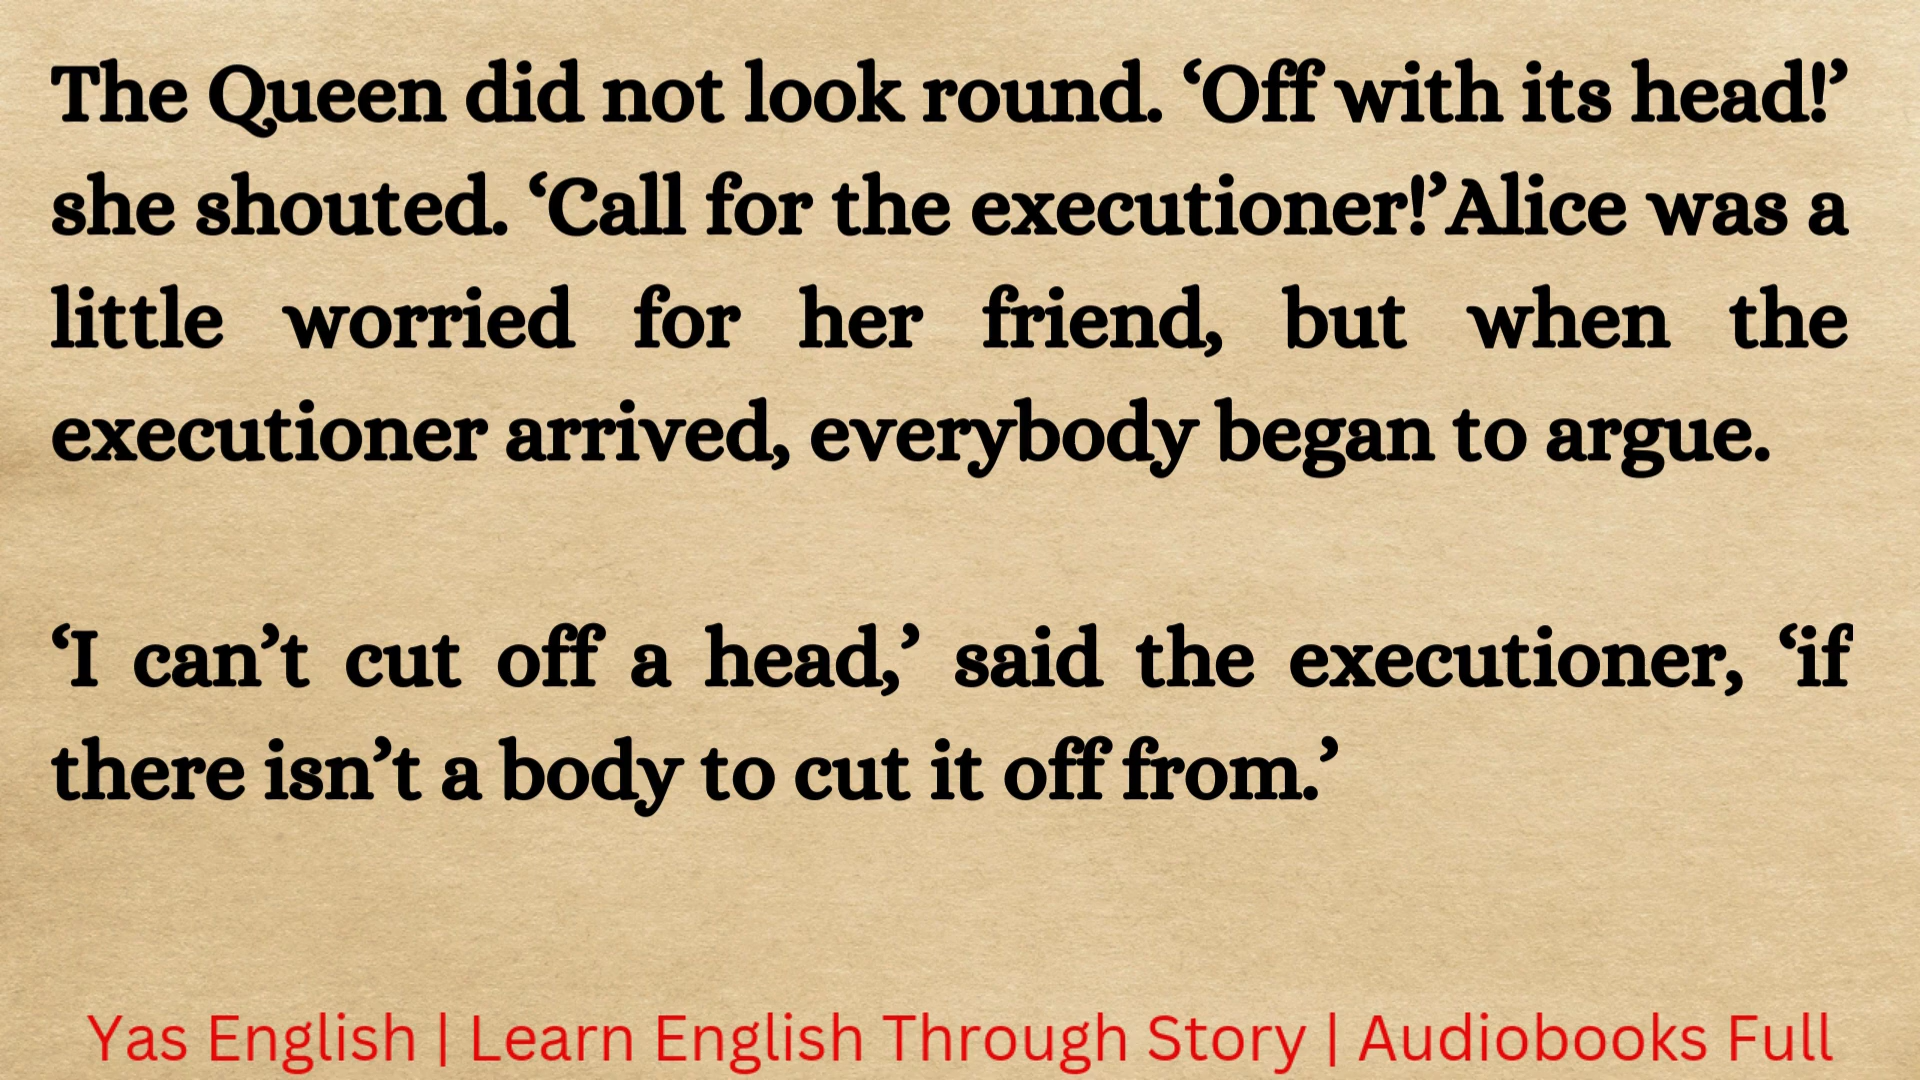 The Queen did not look round. ‘Off with its head!’
she shouted. ‘Call for the executioner!’Alice was a
little worried for her friend, but when the
executioner arrived, everybody began to argue.
‘I can’t cut off a head,’ said the executioner, ‘if
there isn’t a body to cut it off from.’
Yas English | Learn English Through Story | Audiobooks Full